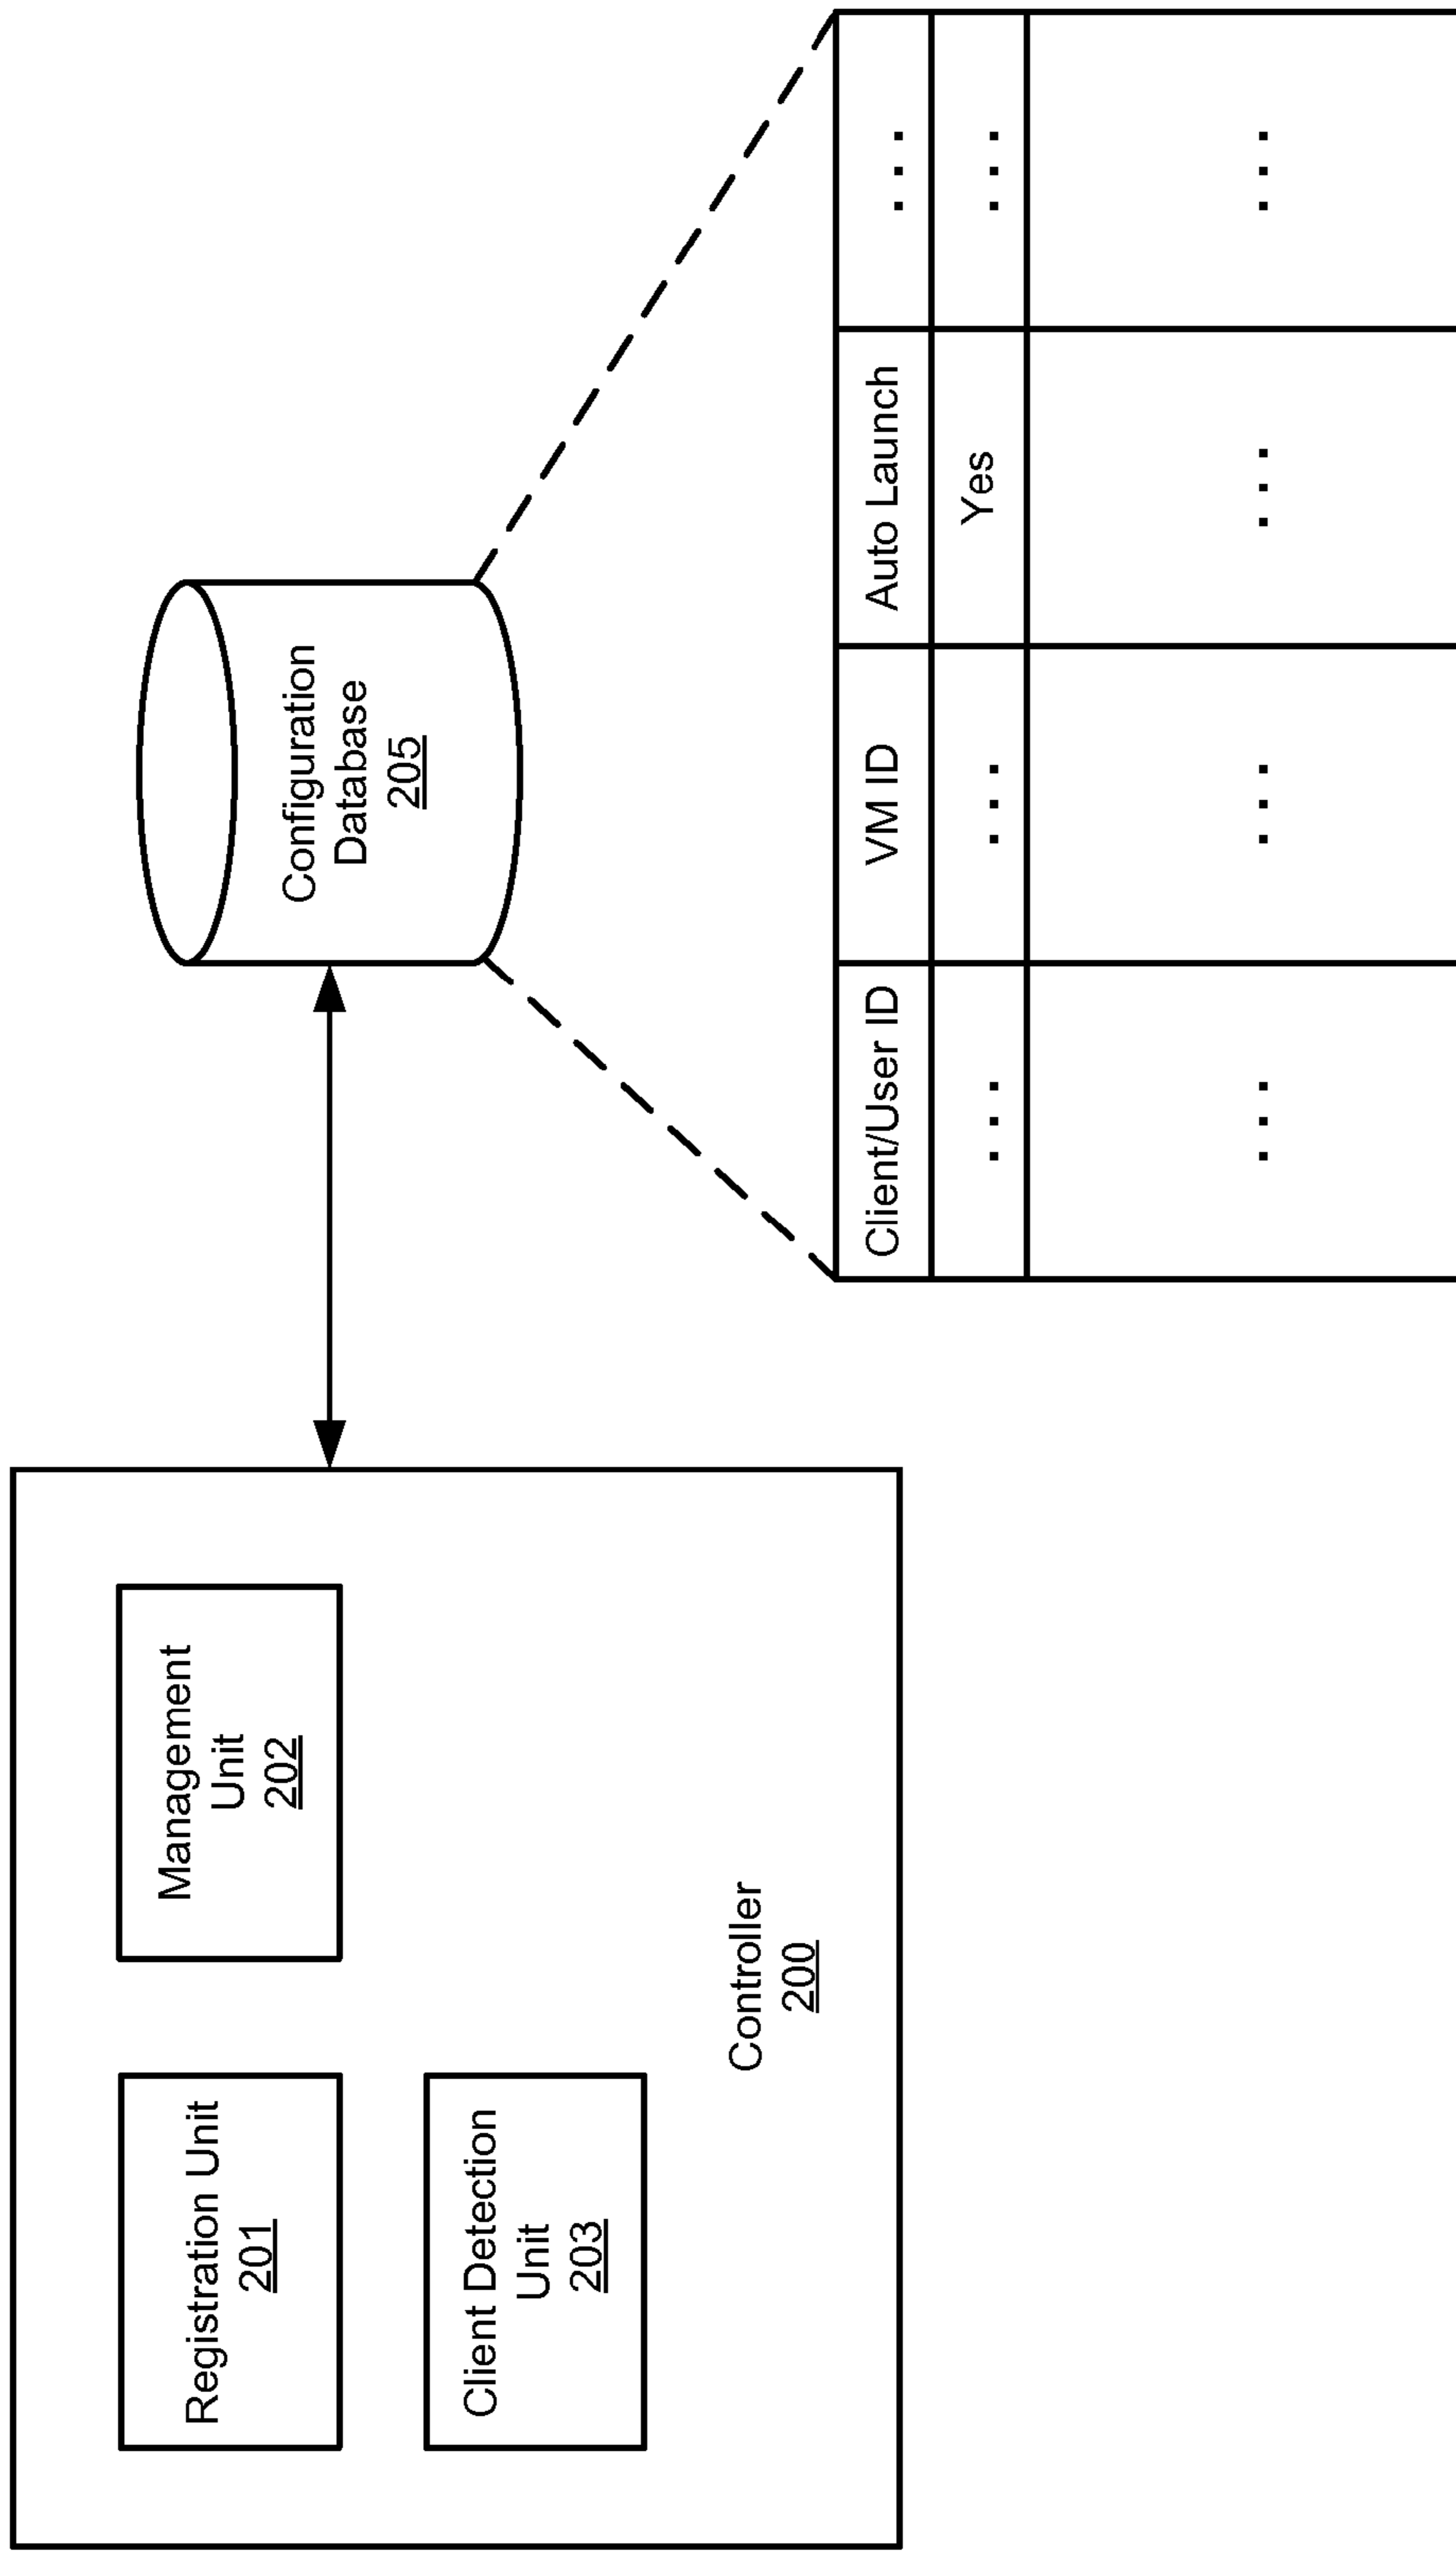 Registration Unit
201
Management
Unit
202
Client Detection
Unit
203
Controller
200
Configuration
Database
205
Client/User ID VM ID Auto Launch ...
... ... Yes ...
... ... ... ...